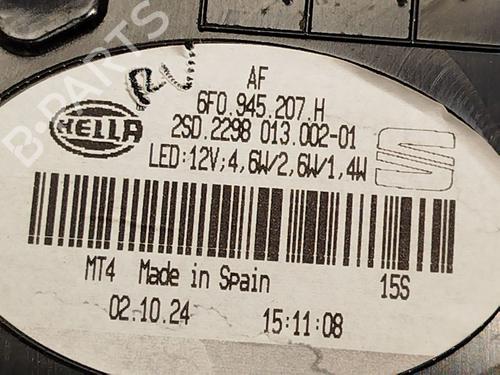 AF
6F0.945.207.H
HELLA
2SD.2298 013.002-01
LED:12V;4,6W/2,6W/1,4W
MT4 Made in Spain 15S
02.10.24 15:11:08
B-PARTS